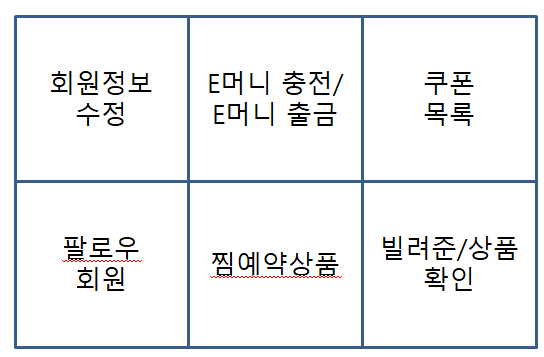 회원정보
수정
E머니 충전/
E머니 출금
쿠폰
목록
팔로우
회원
찜예약상품
빌려준/상품
확인